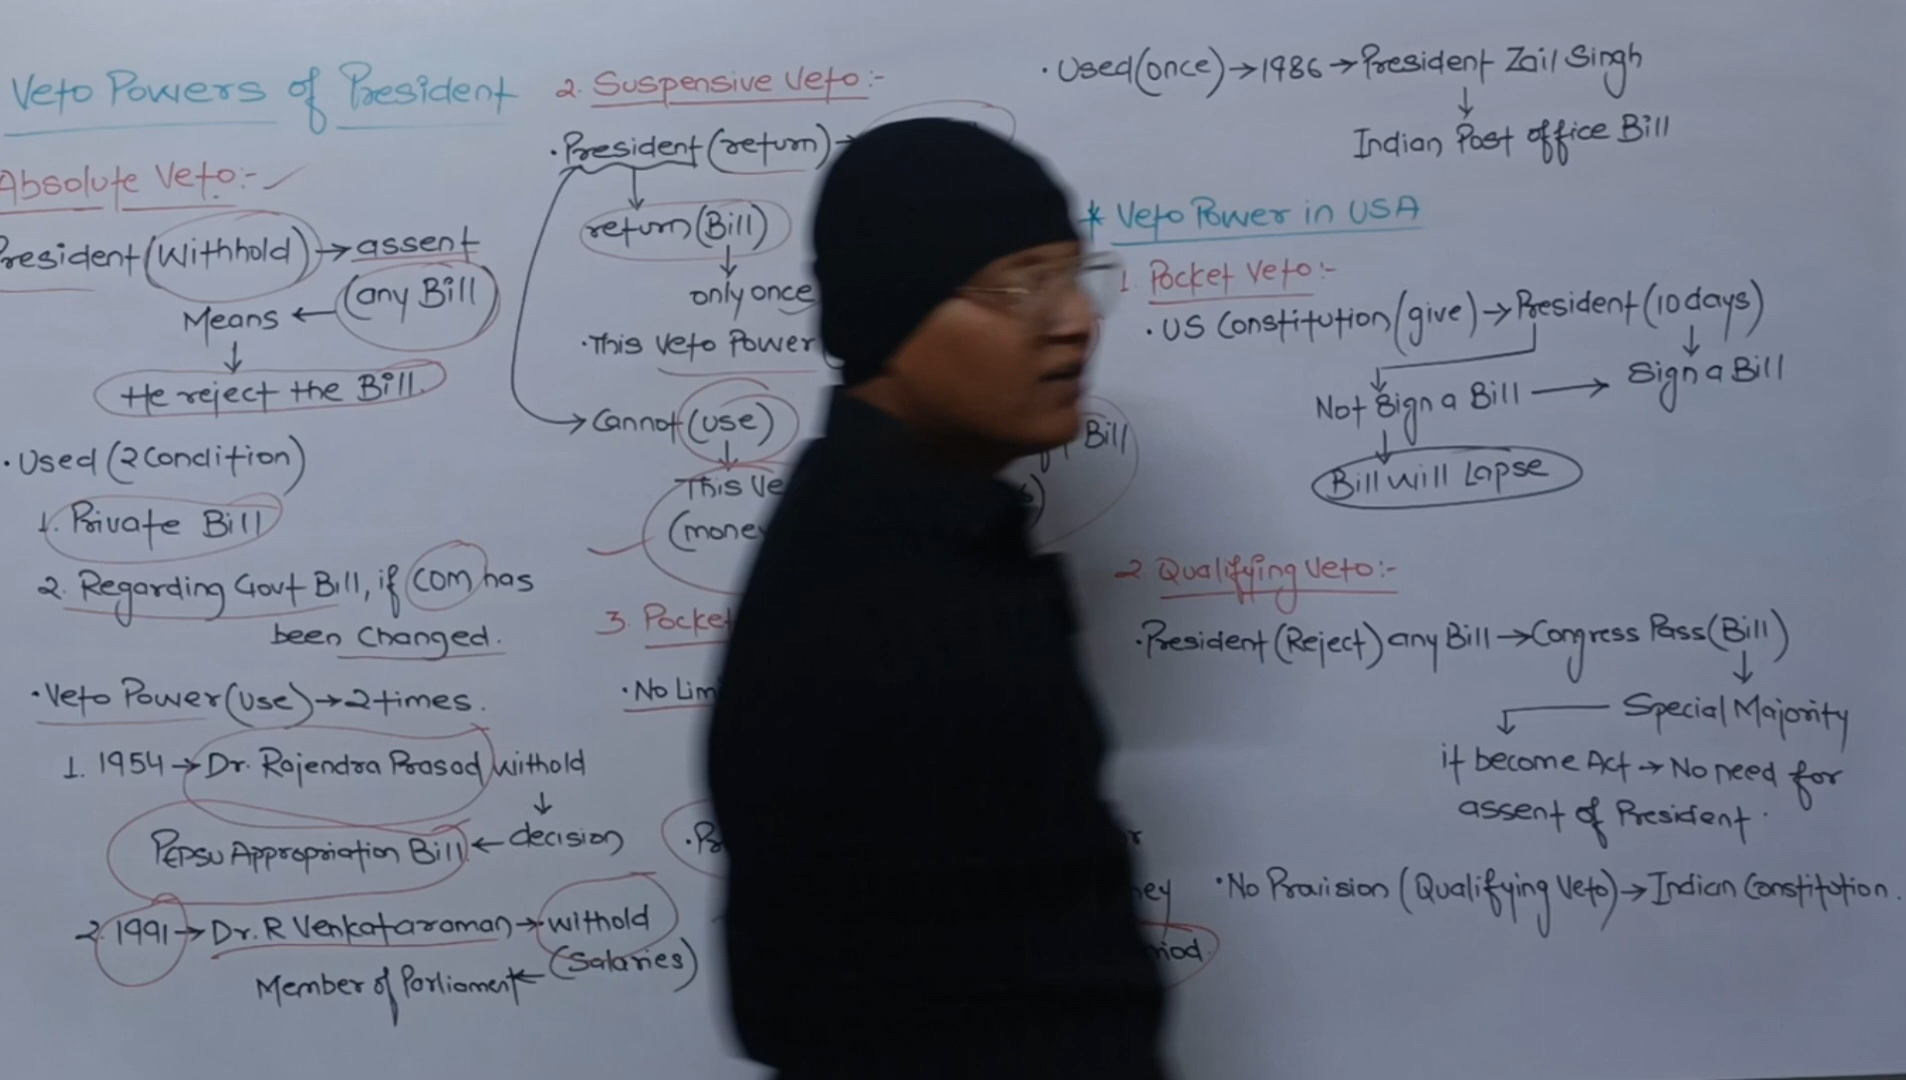 Veto Powers of President
Absolute Veto:-
President (Withhold) → assent
(any Bill)
Means ←
He reject the Bill.
• Used (2 Condition)
1. Private Bill
2. Regarding Govt Bill, if COM has
been Changed.
• Veto Power (use) → 2 times.
1. 1954 → Dr. Rajendra Prasad withold
decision
PEPSU Appropriation Bill ←
2. 1991 → Dr. R Venkataraman → withold
(Salaries)
Member of Parliament ←
2. Suspensive Veto:-
• President (return) →
return (Bill)
only once
• This Veto Power
Cannot (use)
This Ve
(money
3. Pocke
• No Lim
Bill
ney
riod.
• Used (once) → 1986 → President Zail Singh
Indian Post office Bill
* Veto Power in USA
1. Pocket Veto:-
• US Constitution (give) → President (10 days)
Sign a Bill
Not Sign a Bill →
Bill will Lapse
2 Qualifying Veto:-
• President (Reject) any Bill → Congress Pass (Bill)
Special Majority
it become Act → No need for
assent of President.
• No Provision (Qualifying Veto) → Indian Constitution.